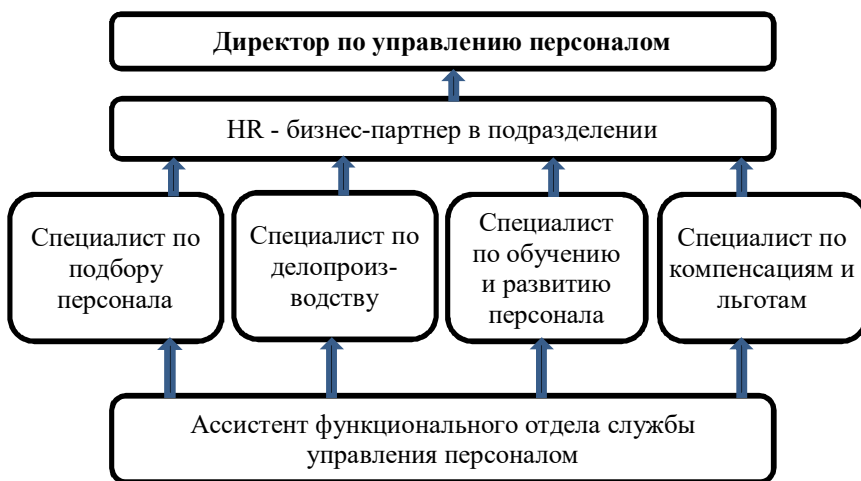 Директор по управлению персоналом
HR - бизнес-партнер в подразделении
Специалист по
подбору
персонала
Специалист по
делопроиз-
водству
Специалист
по обучению
и развитию
персонала
Специалист по
компенсациям и
льготам
Ассистент функционального отдела службы
управления персоналом